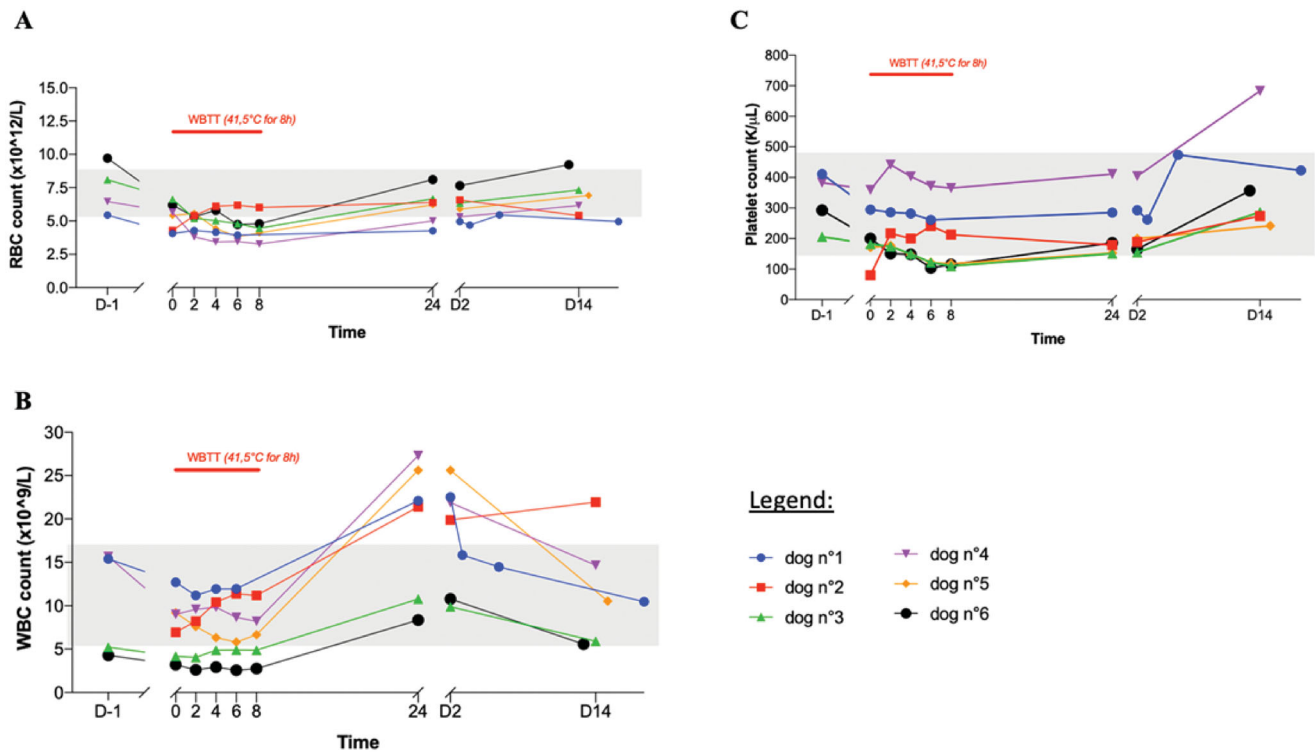 A
RBC count (x10^12/L)
15.0
12.5
10.0
7.5
5.0
2.5
0.0
WBTT (41,5°C for 8h)
D-1 0 2 4 6 8 24 D2 D14
Time
C
Platelet count (K/µL)
800
700
600
500
400
300
200
100
0
WBTT (41,5°C for 8h)
D-1 0 2 4 6 8 24 D2 D14
Time
B
WBC count (x10^9/L)
30
25
20
15
10
5
0
WBTT (41,5°C for 8h)
D-1 0 2 4 6 8 24 D2 D14
Time
Legend:
dog n°1
dog n°2
dog n°3
dog n°4
dog n°5
dog n°6